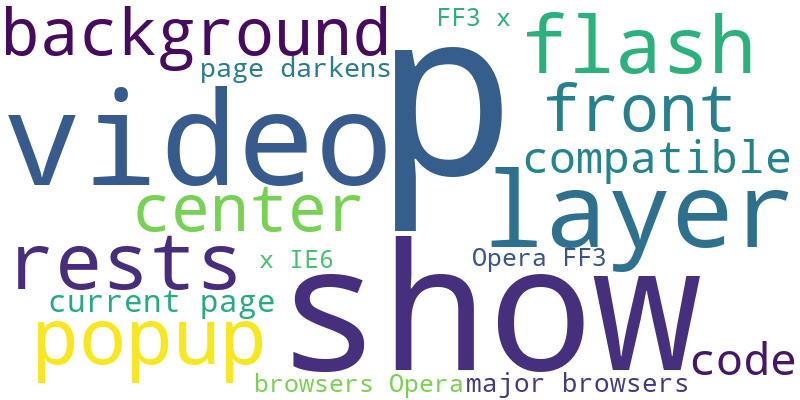 background
FF3 x
flash
page darkens
p
video
front
compatible
layer
center
rests
x IE6
Opera FF3
show
current page
popup
code
browsers Opera
major browsers